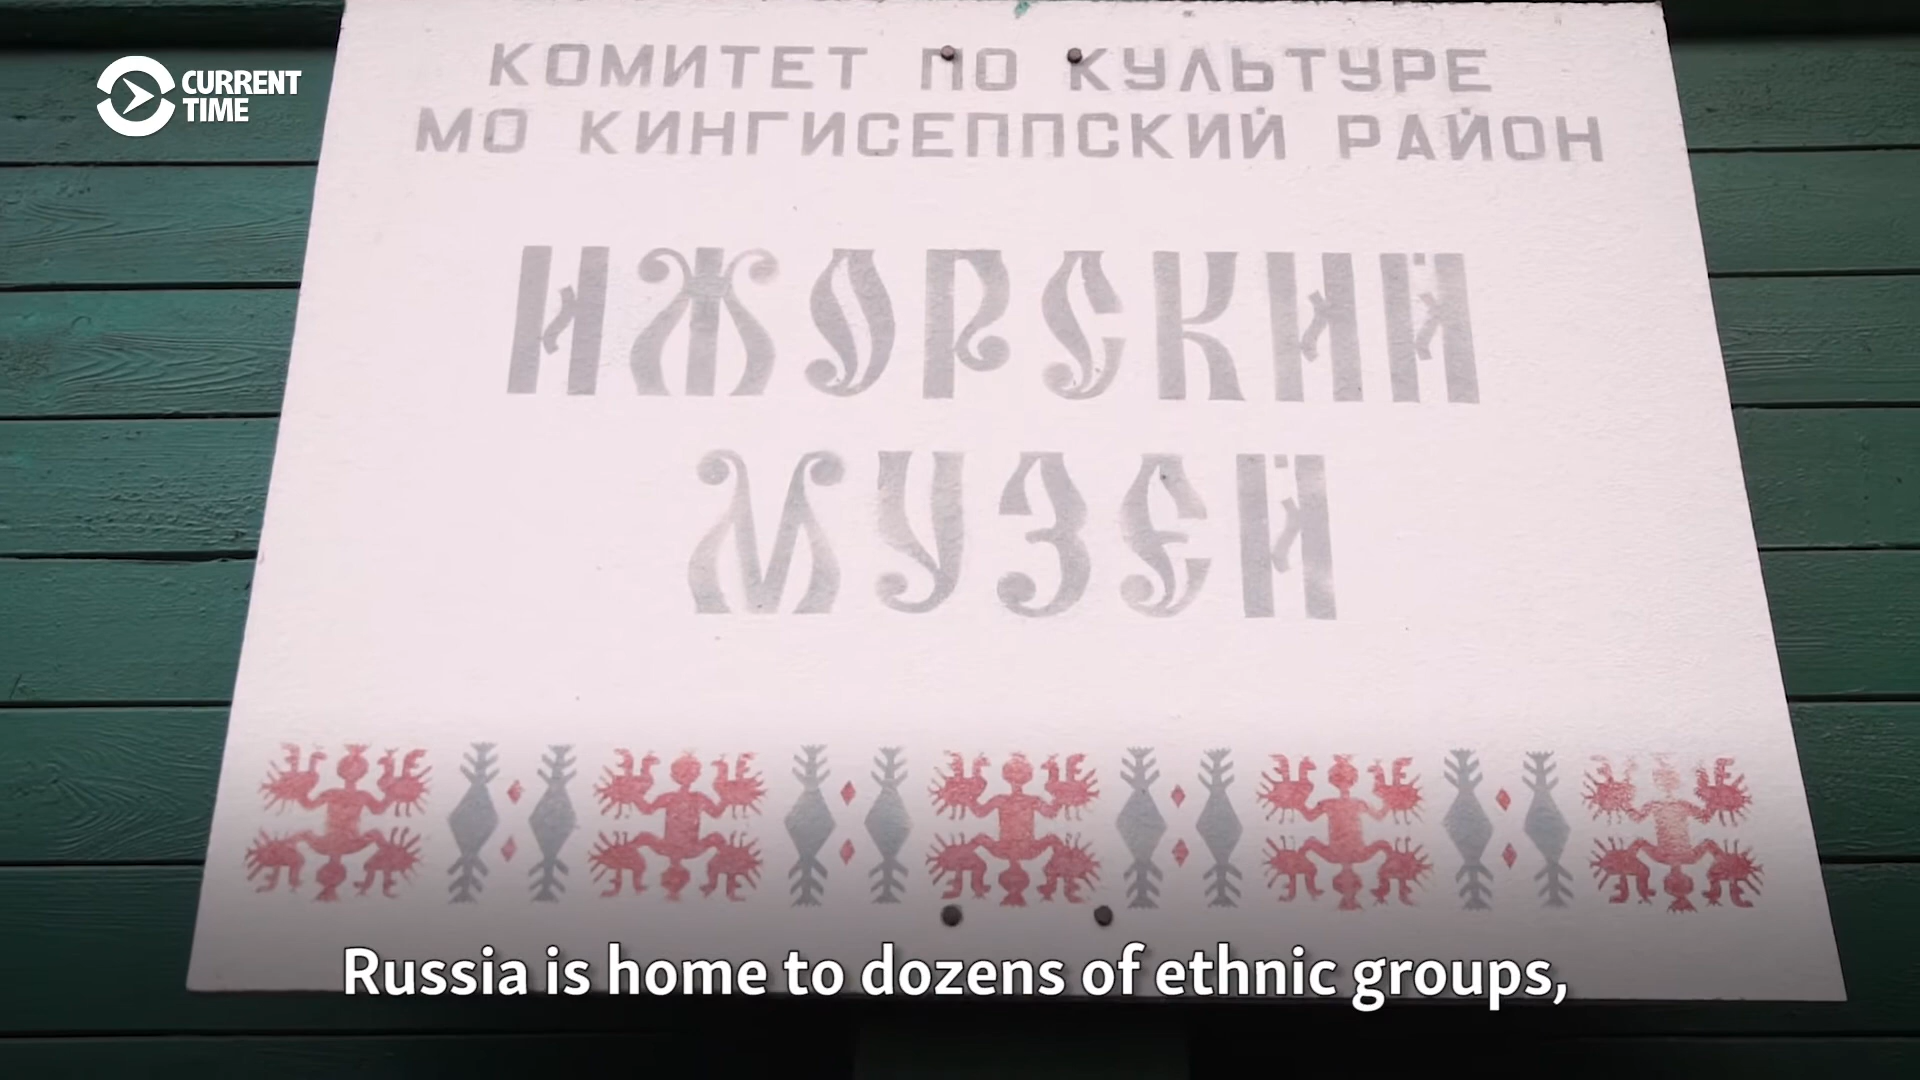 CURRENT
TIME
КОМИТЕТ ПО КУЛЬТУРЕ
МО КИНГИСЕППСКИЙ РАЙОН
ИЖОРСКИЙ
МУЗЕЙ
Russia is home to dozens of ethnic groups,